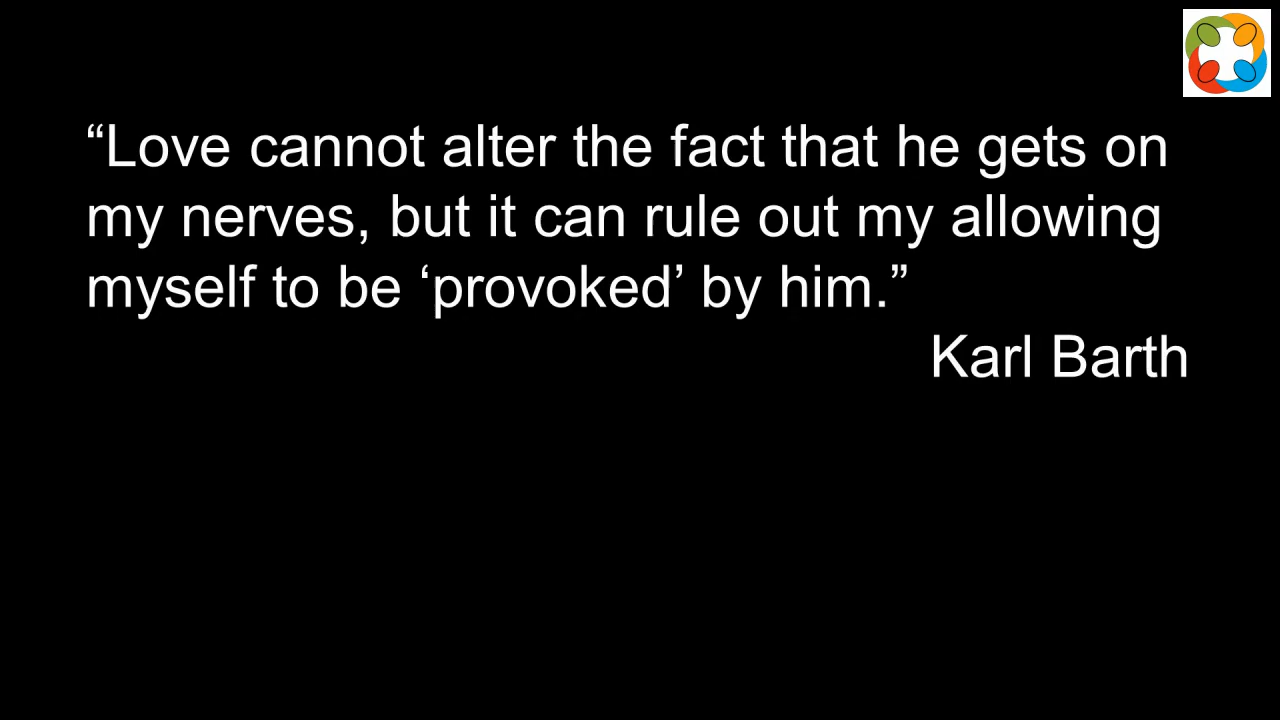 “Love cannot alter the fact that he gets on
my nerves, but it can rule out my allowing
myself to be ‘provoked’ by him.”
Karl Barth